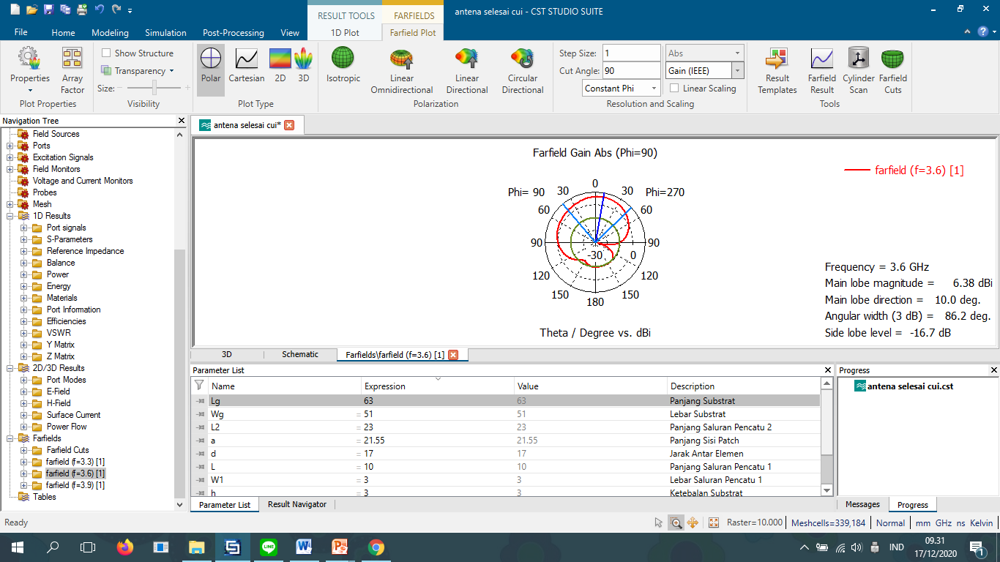 RESULT TOOLS
FARFIELDS
antena selesai cui - CST STUDIO SUITE
File
Home
Modeling
Simulation
Post-Processing
View
1D Plot
Farfield Plot
Properties
Array Factor
Plot Properties
Show Structure
Transparency
Size:
Visibility
Polar
Cartesian
2D
3D
Plot Type
Isotropic
Linear Omnidirectional
Linear Directional
Circular Directional
Polarization
Step Size: 1
Cut Angle: 90
Constant Phi
Abs
Gain (IEEE)
Linear Scaling
Resolution and Scaling
Result Templates
Farfield Result
Cylinder Scan
Farfield Cuts
Tools
Navigation Tree
Field Sources
Ports
Excitation Signals
Field Monitors
Voltage and Current Monitors
Probes
Mesh
1D Results
Port signals
S-Parameters
Reference Impedance
Balance
Power
Energy
Materials
Port Information
Efficiencies
VSWR
Y Matrix
Z Matrix
2D/3D Results
Port Modes
E-Field
H-Field
Surface Current
Power Flow
Farfields
Farfield Cuts
farfield (f=3.3) [1]
farfield (f=3.6) [1]
farfield (f=3.9) [1]
Tables
antena selesai cui*
Farfield Gain Abs (Phi=90)
farfield (f=3.6) [1]
0
Phi= 90 30 30 Phi=270
60 60
90 90
-30 0
120 120
150 150
180
Theta / Degree vs. dBi
Frequency = 3.6 GHz
Main lobe magnitude = 6.38 dBi
Main lobe direction = 10.0 deg.
Angular width (3 dB) = 86.2 deg.
Side lobe level = -16.7 dB
3D
Schematic
Farfields\farfield (f=3.6) [1]
Parameter List
Name Expression Value Description
Lg 63 63 Panjang Substrat
Wg = 51 51 Lebar Substrat
L2 = 23 23 Panjang Saluran Pencatu 2
a = 21.55 21.55 Panjang Sisi Patch
d = 17 17 Jarak Antar Elemen
L = 10 10 Panjang Saluran Pencatu 1
W1 = 3 3 Lebar Saluran Pencatu 1
h = 3 3 Ketebalan Substrat
Parameter List
Result Navigator
Progress
antena selesai cui.cst
Messages
Progress
Ready
Raster=10.000
Meshcells=339,184
Normal
mm GHz ns Kelvin
IND
09.31
17/12/2020
1